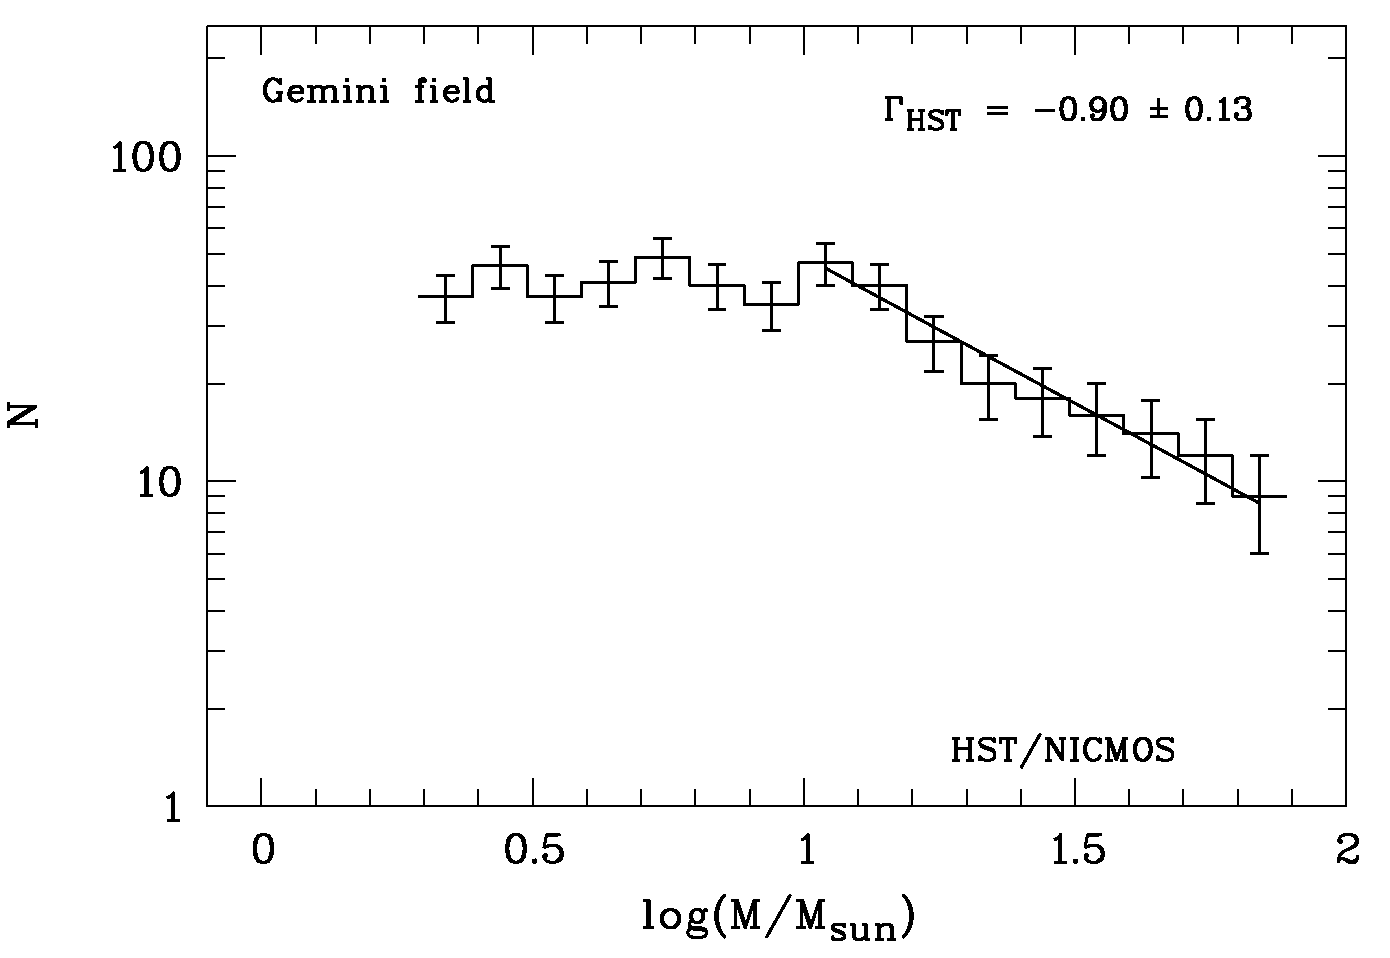 Gemini field
Γ_HST = −0.90 ± 0.13
100
10
1
N
HST/NICMOS
0 0.5 1 1.5 2
log(M/M_sun)